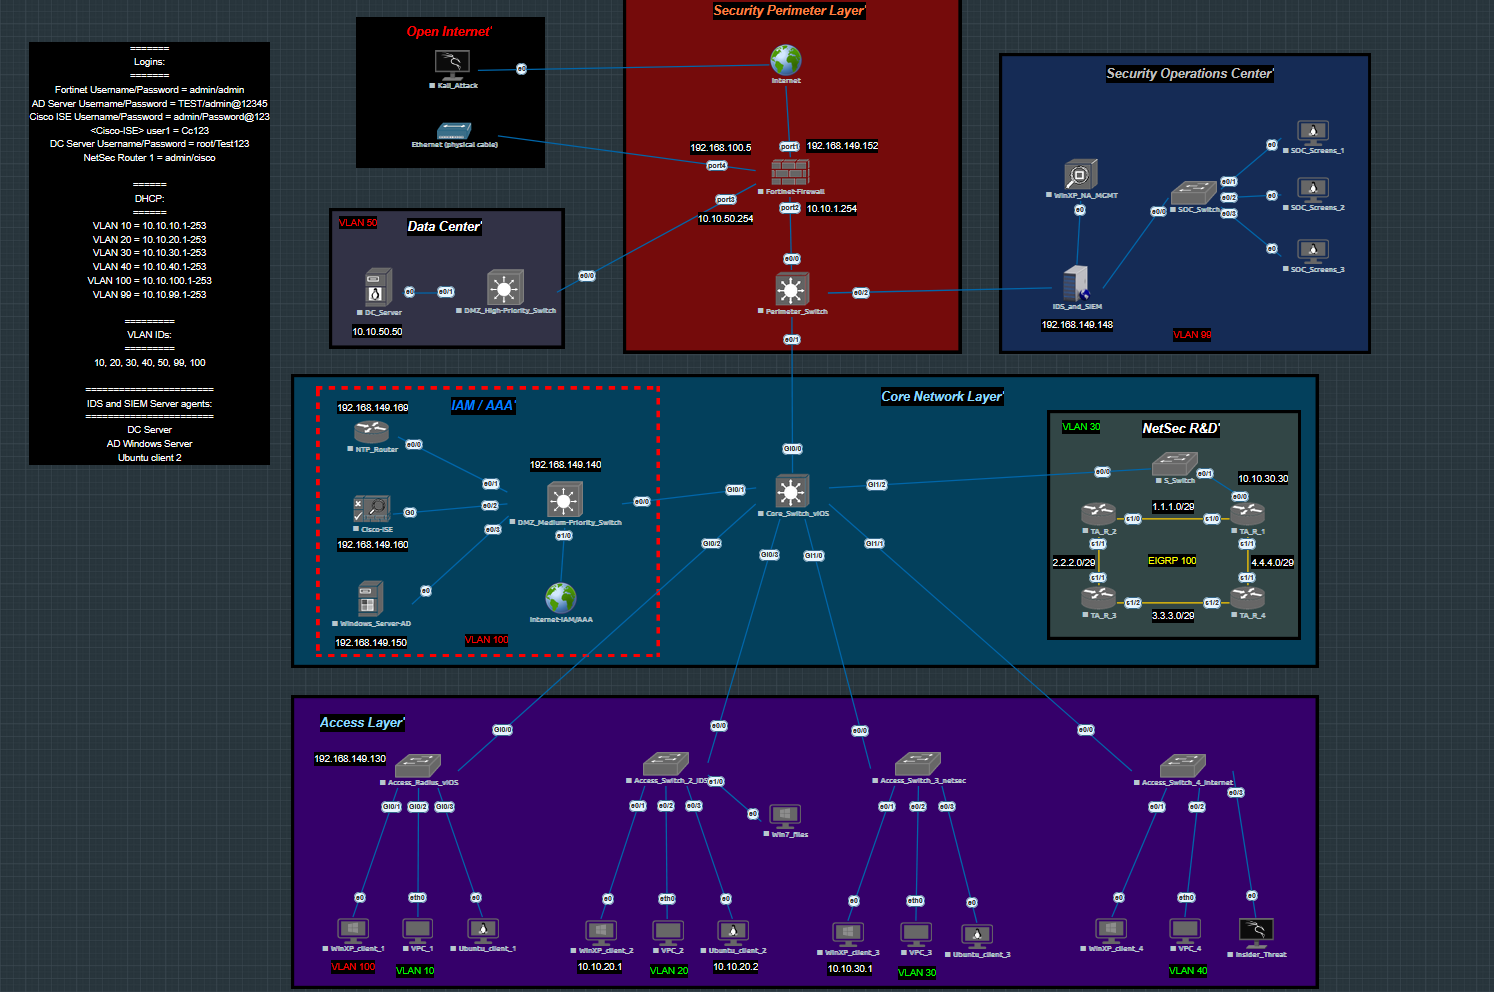 =======
Logins:
=======
Fortinet Username/Password = admin/admin
AD Server Username/Password = TEST/admin@12345
Cisco ISE Username/Password = admin/Password@123
<Cisco-ISE> user1 = Cc123
DC Server Username/Password = root/Test123
NetSec Router 1 = admin/cisco
======
DHCP:
======
VLAN 10 = 10.10.10.1-253
VLAN 20 = 10.10.20.1-253
VLAN 30 = 10.10.30.1-253
VLAN 40 = 10.10.40.1-253
VLAN 100 = 10.10.100.1-253
VLAN 99 = 10.10.99.1-253
=========
VLAN IDs:
=========
10, 20, 30, 40, 50, 99, 100
=======================
IDS and SIEM Server agents:
=======================
DC Server
AD Windows Server
Ubuntu client 2
Open Internet'
Kali_Attack
e0
Ethernet (physical cable)
Security Perimeter Layer'
Internet
192.168.100.5
port1
192.168.149.152
port4
Fortinet-Firewall
port3
port2
10.10.1.254
10.10.50.254
e0/0
Perimeter_Switch
e0/2
e0/1
VLAN 50
Data Center'
e0/0
e0
e0/1
DC_Server
DMZ_High-Priority_Switch
10.10.50.50
Security Operations Center'
SOC_Screens_1
e0
WinXP_NA_MGMT
e0
SOC_Switch
e0/0
e0/1
e0/2
e0/3
e0
SOC_Screens_2
e0
SOC_Screens_3
IDS_and_SIEM
192.168.149.148
VLAN 99
Core Network Layer'
IAM / AAA'
192.168.149.169
NTP_Router
e0/0
192.168.149.140
e0/1
e0/2
e0/3
G0
Cisco-ISE
192.168.149.160
DMZ_Medium-Priority_Switch
e0/0
e1/0
e0
Windows_Server-AD
192.168.149.150
Internet-IAM/AAA
VLAN 100
Gi0/0
Gi0/1
Gi1/2
Core_Switch_vIOS
Gi0/2
Gi0/3
Gi1/0
Gi1/1
VLAN 30
NetSec R&D'
e0/0
S_Switch
e0/1
10.10.30.30
e0/0
1.1.1.0/29
TA_R_2
s1/0
s1/0
TA_R_1
s1/1
s1/1
2.2.2.0/29
EIGRP 100
4.4.4.0/29
s1/1
s1/1
TA_R_3
s1/2
s1/2
TA_R_4
3.3.3.0/29
Access Layer'
Gi0/0
e0/0
e0/0
e0/0
192.168.149.130
Access_Radius_vIOS
Gi0/1
Gi0/2
Gi0/3
e0
eth0
e0
WinXP_client_1
VPC_1
Ubuntu_client_1
VLAN 100
VLAN 10
Access_Switch_2_IDS
e1/0
e0/1
e0/2
e0/3
e0
Win7_files
e0
eth0
e0
WinXP_client_2
VPC_2
Ubuntu_client_2
10.10.20.1
VLAN 20
10.10.20.2
Access_Switch_3_netsec
e0/1
e0/2
e0/3
e0
eth0
e0
WinXP_client_3
VPC_3
Ubuntu_client_3
10.10.30.1
VLAN 30
Access_Switch_4_Internet
e0/1
e0/2
e0/3
e0
eth0
e0
WinXP_client_4
VPC_4
Insider_Threat
VLAN 40